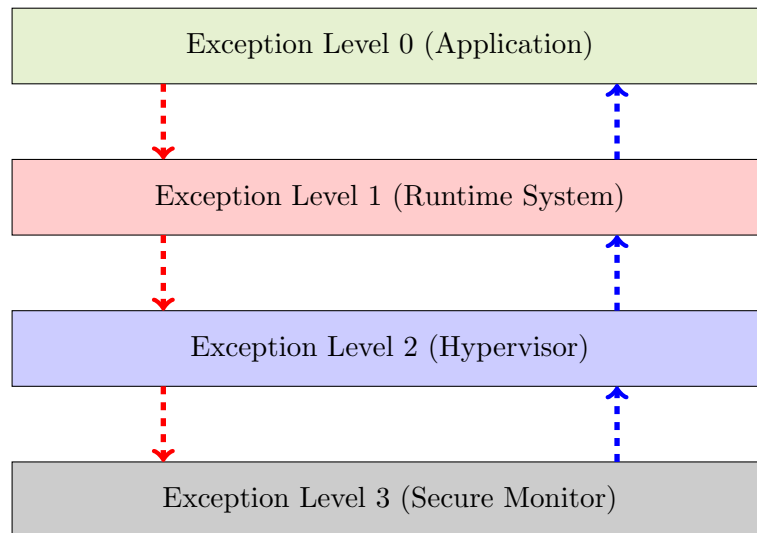 Exception Level 0 (Application)
Exception Level 1 (Runtime System)
Exception Level 2 (Hypervisor)
Exception Level 3 (Secure Monitor)